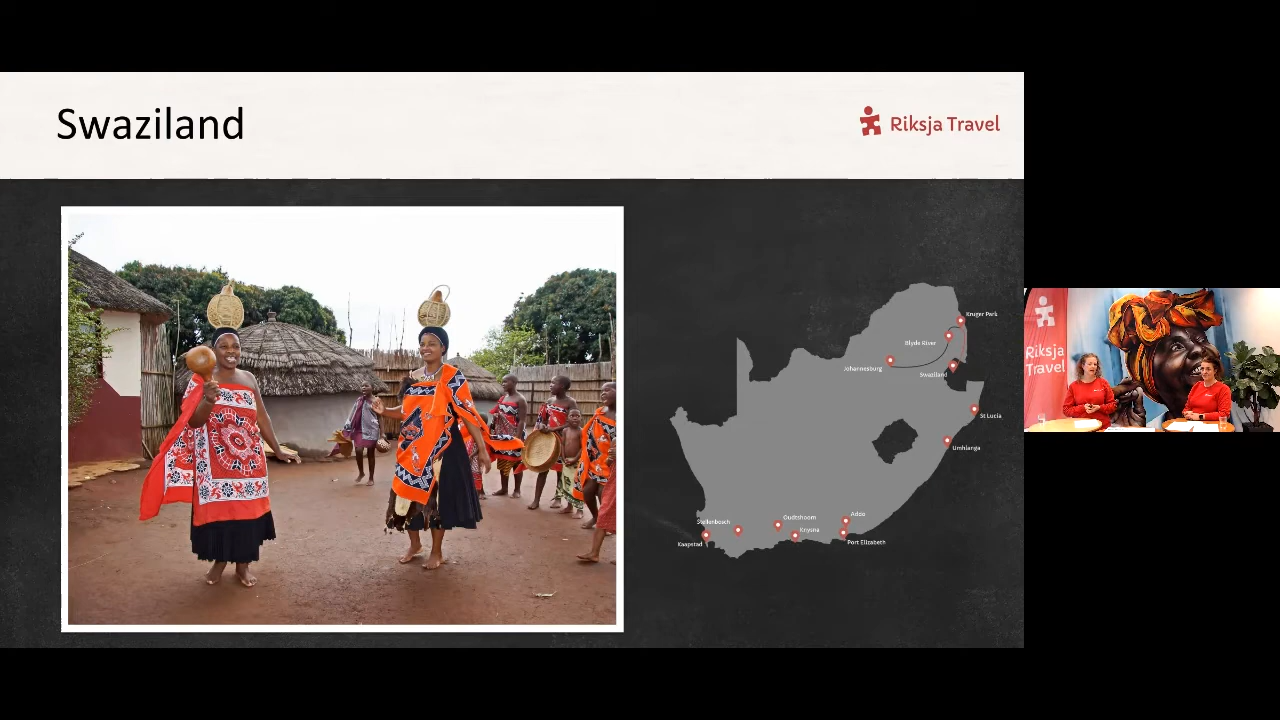 Swaziland
Riksja Travel
Kruger Park
Blyde River
Johannesburg
Swaziland
St Lucia
Umhlanga
Stellenbosch
Oudtshoorn
Addo
Knysna
Kaapstad
Port Elizabeth
Riksja
Travel